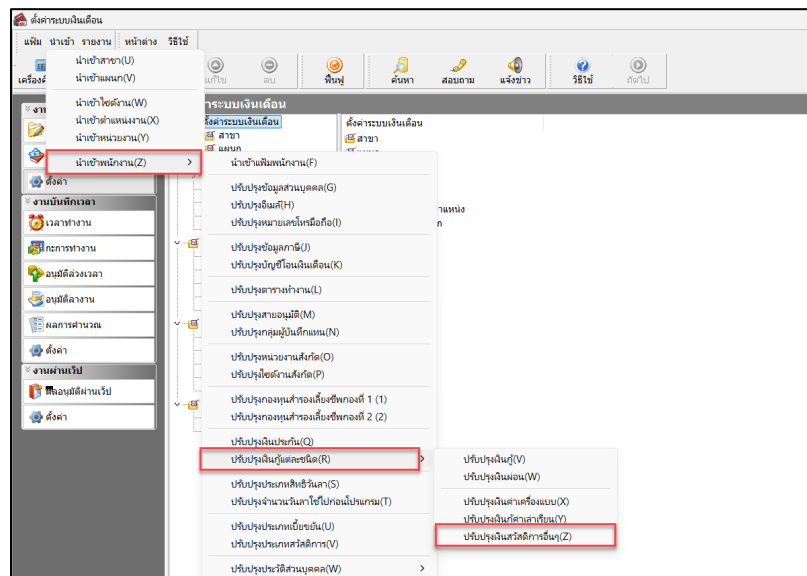 ตั้งค่าระบบเงินเดือน
แฟ้ม นำเข้า รายงาน หน้าต่าง วิธีใช้
แก้ไข ลบ ฟื้นฟู ค้นหา สอบถาม แจ้งข่าว วิธีใช้ ถัดไป
นำเข้าสาขา(U)
นำเข้าแผนก(V)
นำเข้าไซด์งาน(W)
นำเข้าตำแหน่งงาน(X)
นำเข้าหน่วยงาน(Y)
นำเข้าพนักงาน(Z)
ตั้งค่าระบบเงินเดือน
ตั้งค่าระบบเงินเดือน
สาขา
แผนก
สาขา
ตั้งค่า
งานบันทึกเวลา
เวลาทำงาน
กะการทำงาน
อนุมัติล่วงเวลา
อนุมัติลางาน
ผลการคำนวณ
ตั้งค่า
งานผ่านเว็ป
ผลอนุมัติผ่านเว็ป
ตั้งค่า
นำเข้าแฟ้มพนักงาน(F)
ปรับปรุงข้อมูลส่วนบุคคล(G)
ปรับปรุงอีเมล์(H)
ปรับปรุงหมายเลขโทรมือถือ(I)
ปรับปรุงข้อมูลภาษี(J)
ปรับปรุงบัญชีโอนเงินเดือน(K)
ปรับปรุงตารางทำงาน(L)
ปรับปรุงสายอนุมัติ(M)
ปรับปรุงกลุ่มผู้บันทึกแทน(N)
ปรับปรุงหน่วยงานสังกัด(O)
ปรับปรุงไซด์งานสังกัด(P)
ปรับปรุงกองทุนสำรองเลี้ยงชีพกองที่ 1 (1)
ปรับปรุงกองทุนสำรองเลี้ยงชีพกองที่ 2 (2)
ปรับปรุงเงินประกัน(Q)
ปรับปรุงเงินกู้แต่ละชนิด(R)
ปรับปรุงประเภทสิทธิวันลา(S)
ปรับปรุงจำนวนวันลาใช้ไปก่อนโปรแกรม(T)
ปรับปรุงประเภทเบี้ยขยัน(U)
ปรับปรุงประเภทสวัสดิการ(V)
ปรับปรุงประวัติส่วนบุคคล(W)
ปรับปรุงเงินกู้(V)
ปรับปรุงเงินผ่อน(W)
ปรับปรุงเงินค่าเครื่องแบบ(X)
ปรับปรุงเงินกู้ค่าเล่าเรียน(Y)
ปรับปรุงเงินสวัสดิการอื่นๆ(Z)